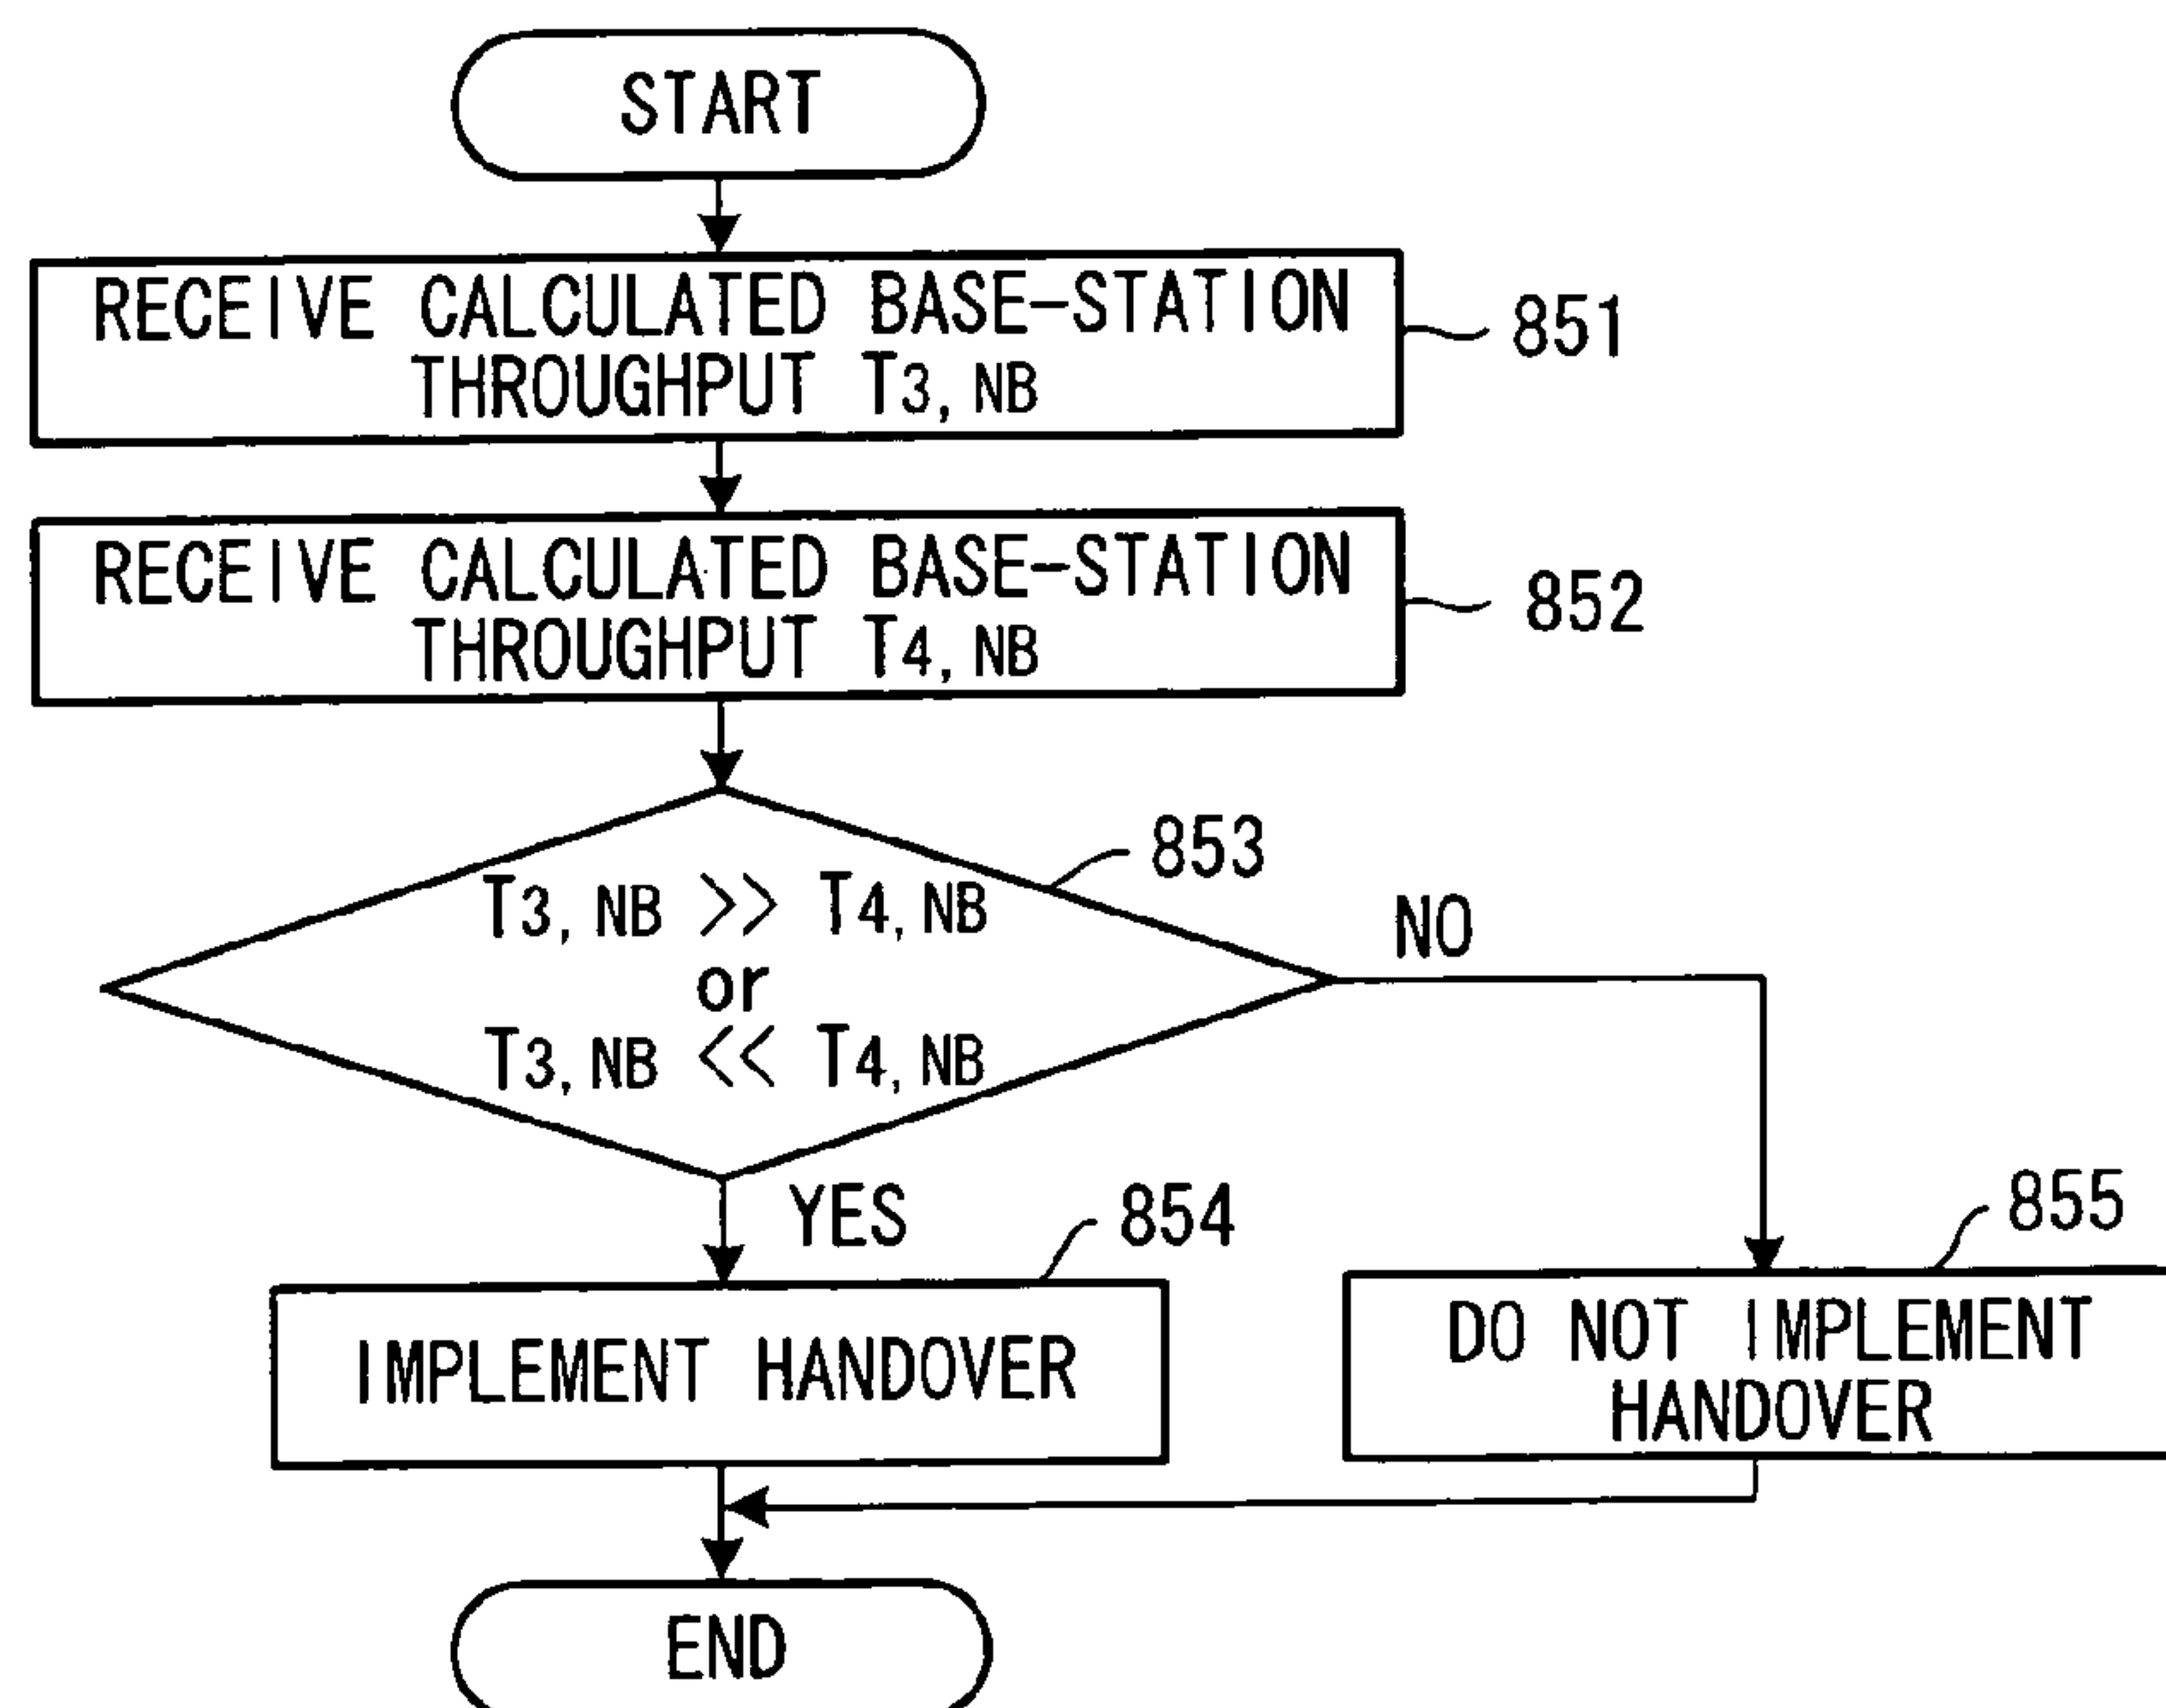 START
RECEIVE CALCULATED BASE-STATION
THROUGHPUT T3, NB
851
RECEIVE CALCULATED BASE-STATION
THROUGHPUT T4, NB
852
853
T3, NB >> T4, NB
or
T3, NB << T4, NB
NO
YES
854
855
IMPLEMENT HANDOVER
DO NOT IMPLEMENT
HANDOVER
END